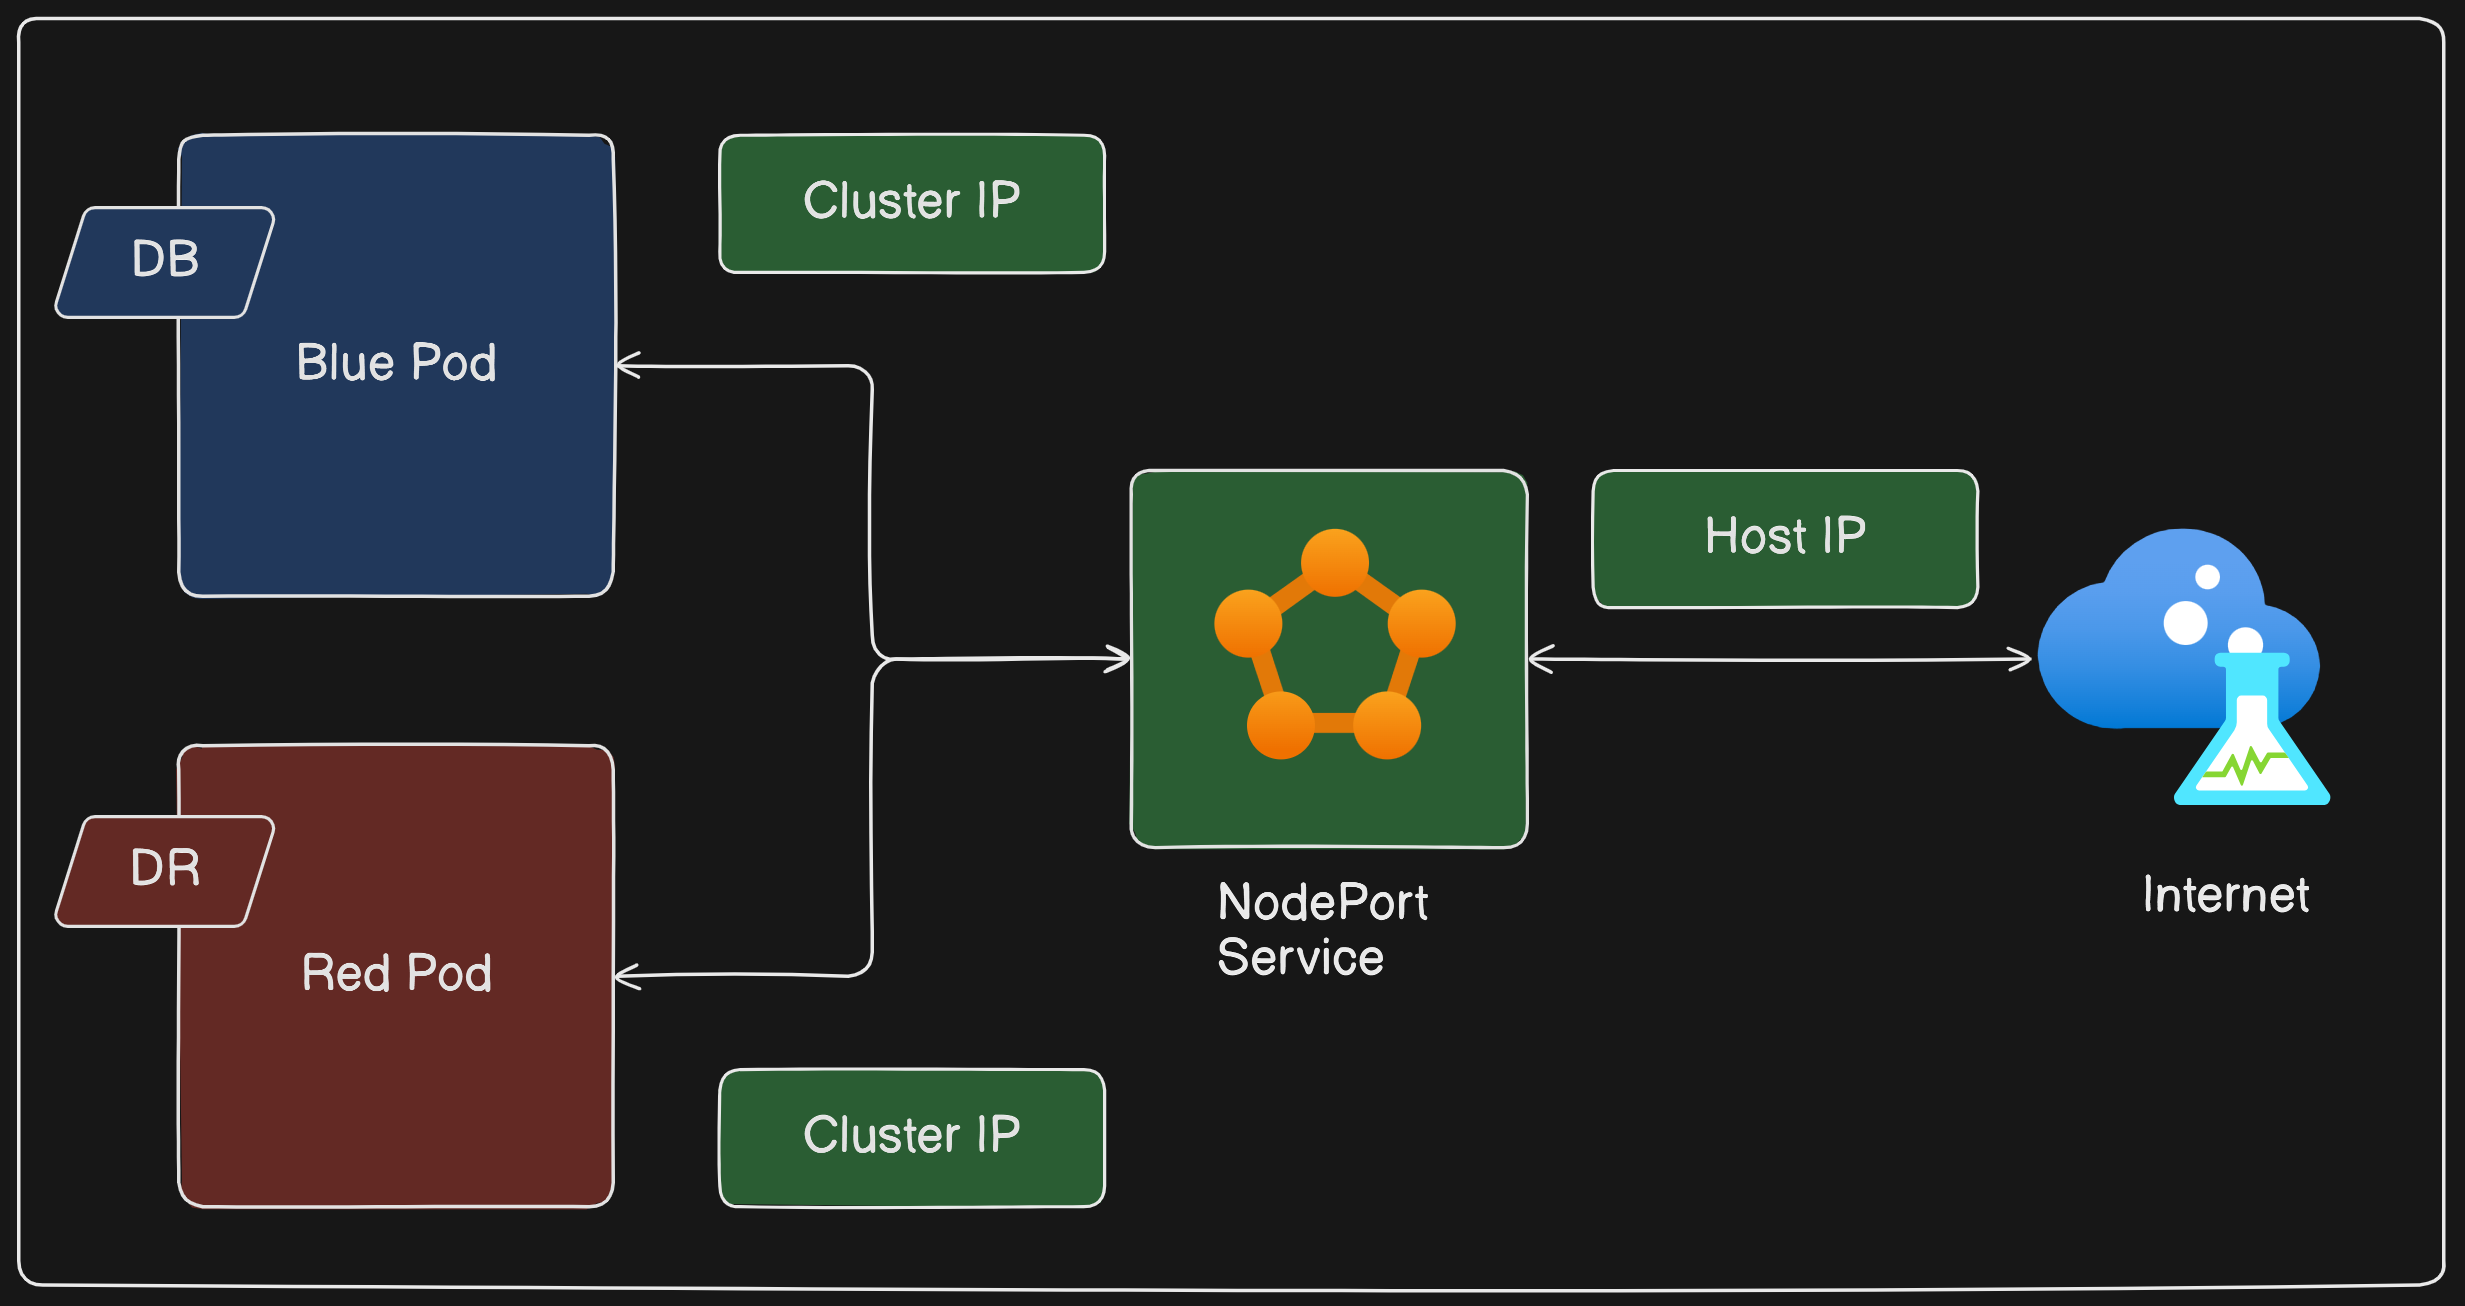 DB
Blue Pod
Cluster IP
Host IP
DR
Red Pod
NodePort
Service
Internet
Cluster IP